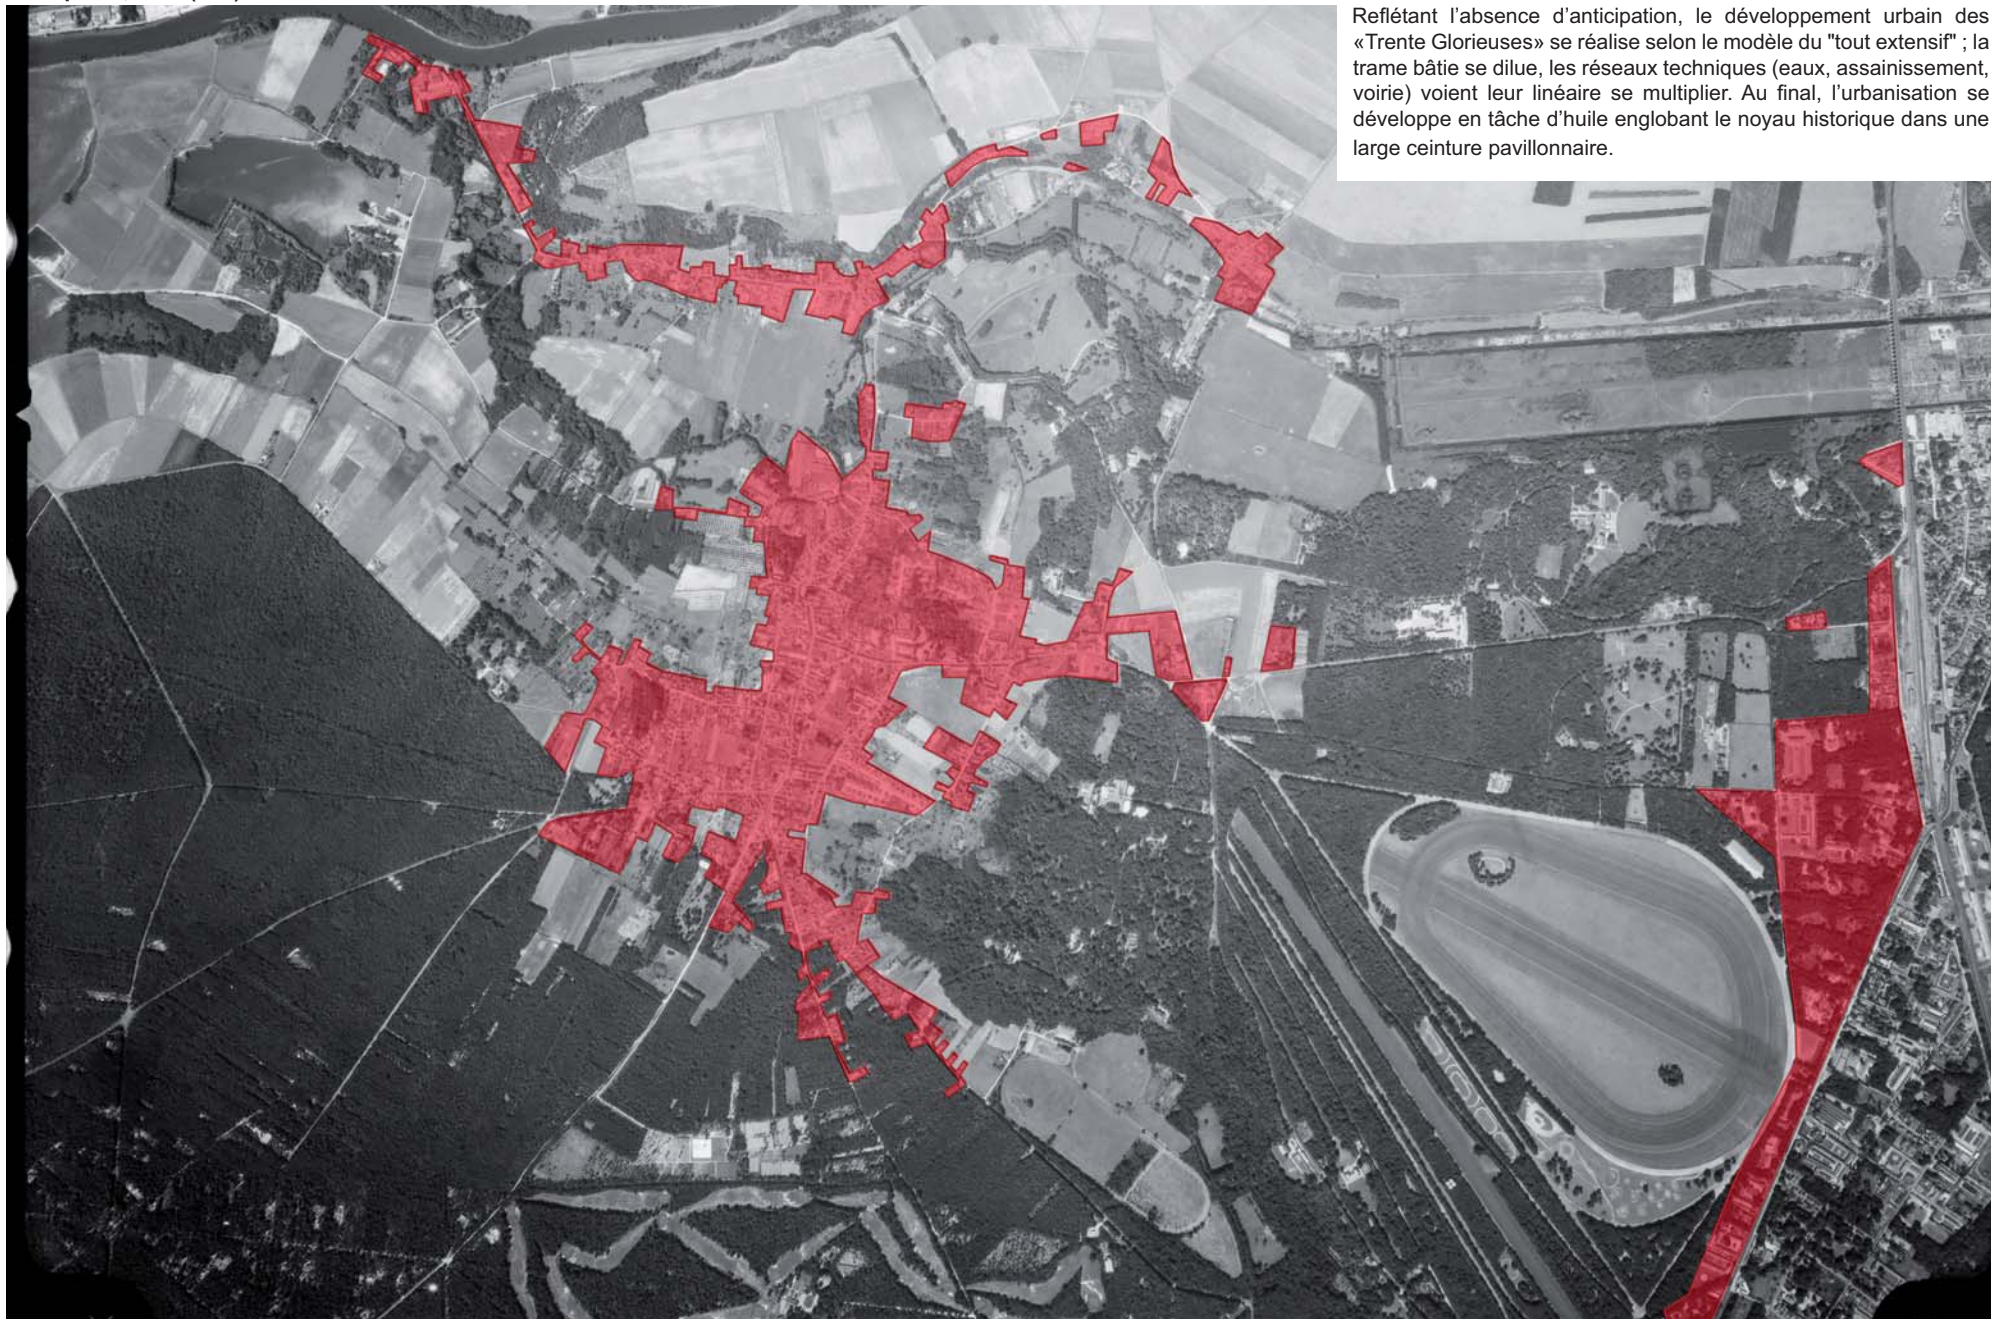 Reflétant l’absence d’anticipation, le développement urbain des
«Trente Glorieuses» se réalise selon le modèle du "tout extensif" ; la
trame bâtie se dilue, les réseaux techniques (eaux, assainissement,
voirie) voient leur linéaire se multiplier. Au final, l’urbanisation se
développe en tâche d’huile englobant le noyau historique dans une
large ceinture pavillonnaire.